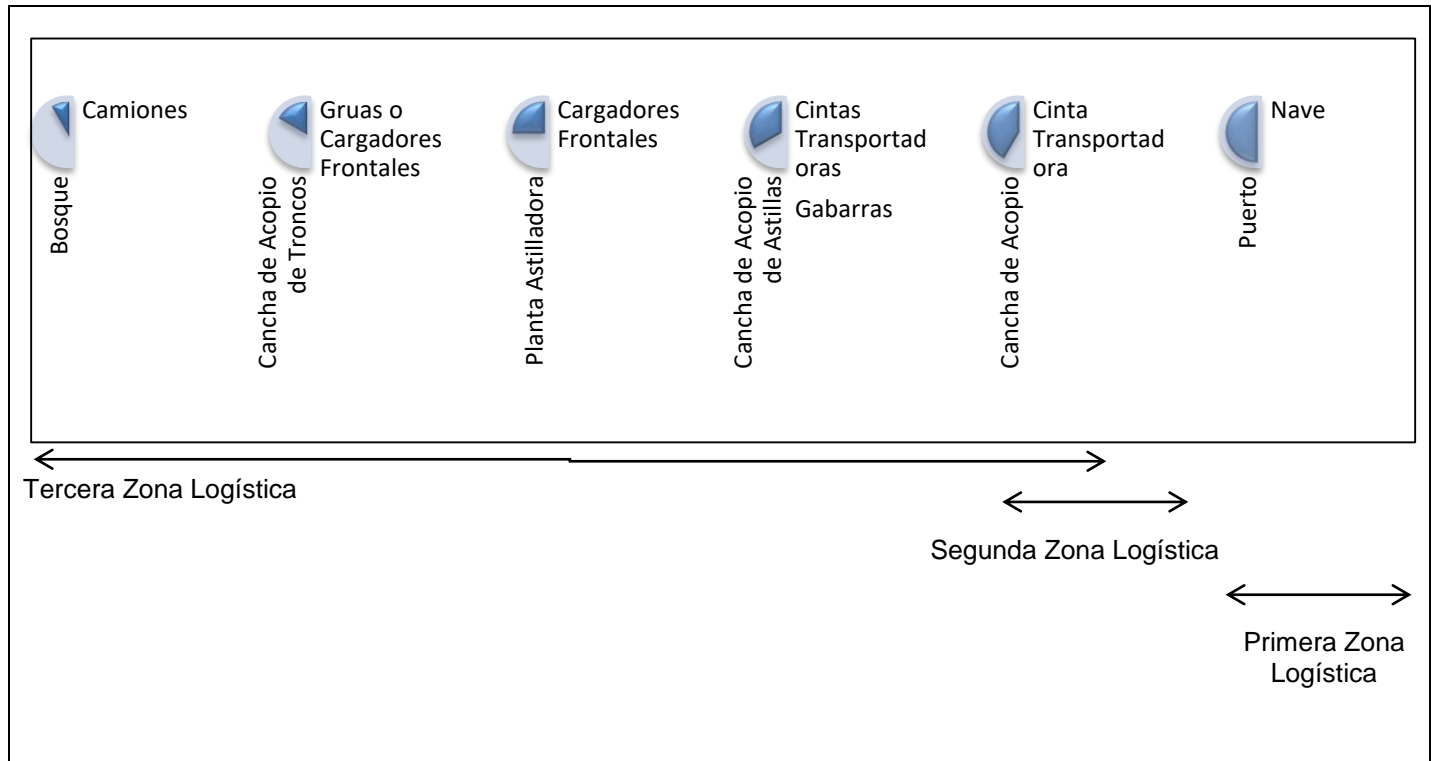 Camiones
Bosque
Gruas o
Cargadores
Frontales
Cancha de Acopio
de Troncos
Cargadores
Frontales
Planta Astilladora
Cintas
Transportad
oras
Gabarras
Cancha de Acopio
de Astillas
Cinta
Transportad
ora
Cancha de Acopio
Nave
Puerto
Tercera Zona Logística
Segunda Zona Logística
Primera Zona
Logística